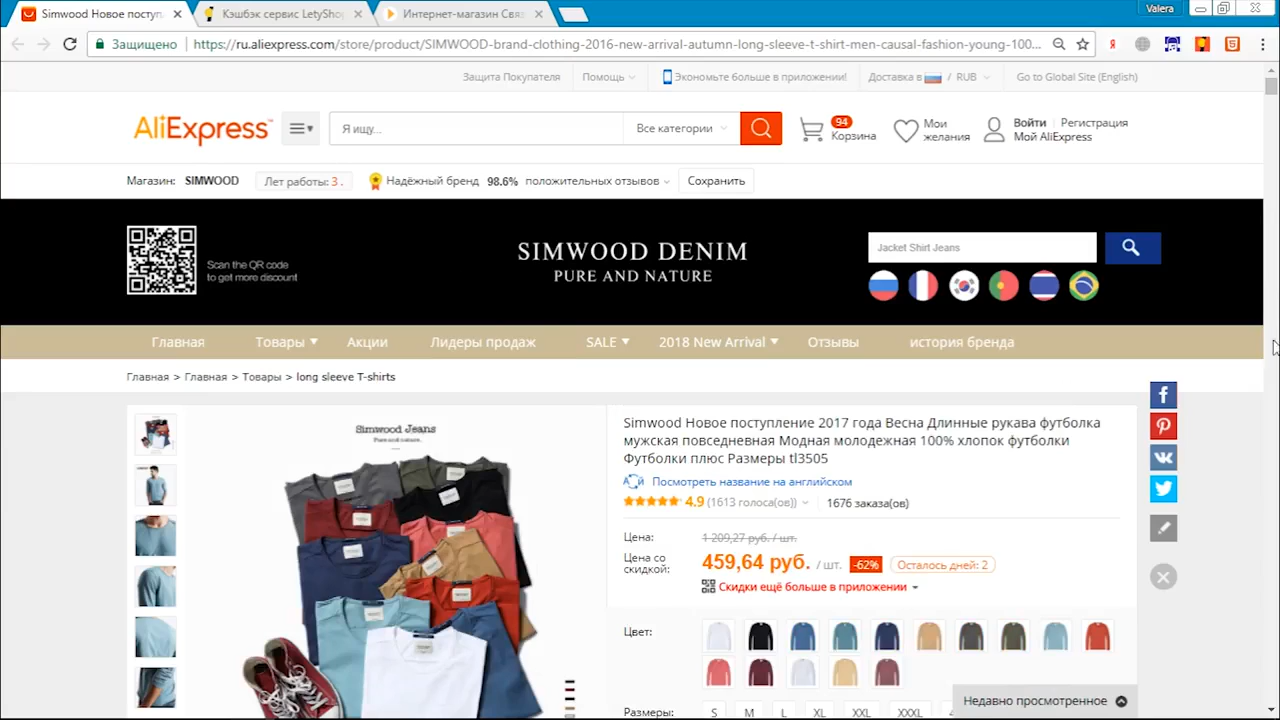 Simwood Новое поступ
Кэшбэк сервис LetyShop
Интернет-магазин Связ
Valera
Защищено
https://ru.aliexpress.com/store/product/SIMWOOD-brand-clothing-2016-new-arrival-autumn-long-sleeve-t-shirt-men-causal-fashion-young-100...
Защита Покупателя
Помощь
Экономьте больше в приложении!
Доставка в / RUB
Go to Global Site (English)
AliExpress
Я ищу...
Все категории
94
Корзина
Мои
желания
Войти
Регистрация
Мой AliExpress
Магазин: SIMWOOD
Лет работы: 3 .
Надёжный бренд 98.6% положительных отзывов
Сохранить
Scan the QR code
to get more discount
SIMWOOD DENIM
PURE AND NATURE
Jacket Shirt Jeans
Главная
Товары
Акции
Лидеры продаж
SALE
2018 New Arrival
Отзывы
история бренда
Главная > Главная > Товары > long sleeve T-shirts
Simwood Jeans
Pure and nature.
Simwood Новое поступление 2017 года Весна Длинные рукава футболка
мужская повседневная Модная молодежная 100% хлопок футболки
Футболки плюс Размеры tl3505
Посмотреть название на английском
4.9 (1613 голоса(ов))
1676 заказа(ов)
Цена: 1 209,27 руб. / шт.
Цена со
скидкой:
459,64 руб. / шт. -62% Осталось дней: 2
Скидки ещё больше в приложении
Цвет:
Размеры: S M L XL XXL XXXL
Недавно просмотренное